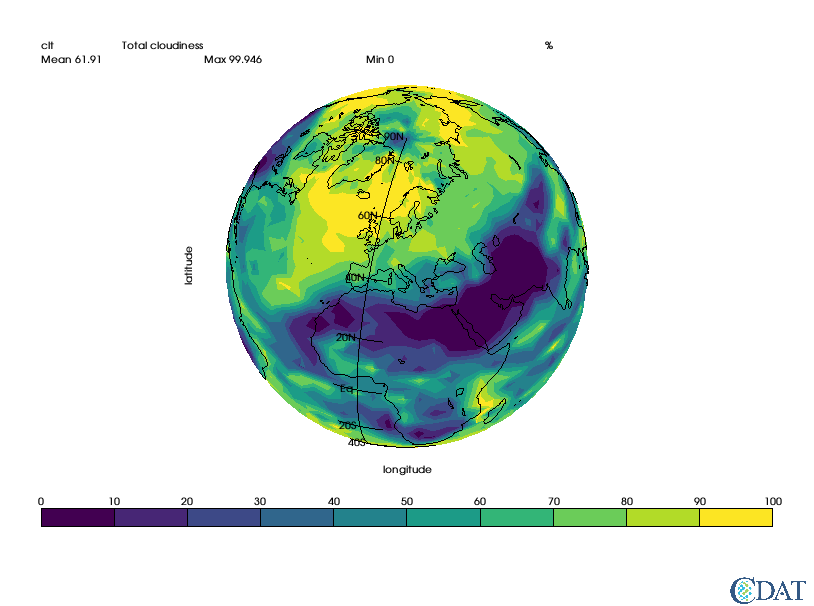 clt Total cloudiness %
Mean 61.91 Max 99.946 Min 0
90N
80N
60N
40N
20N
Eq
20S
40S
latitude
longitude
0 10 20 30 40 50 60 70 80 90 100
CDAT